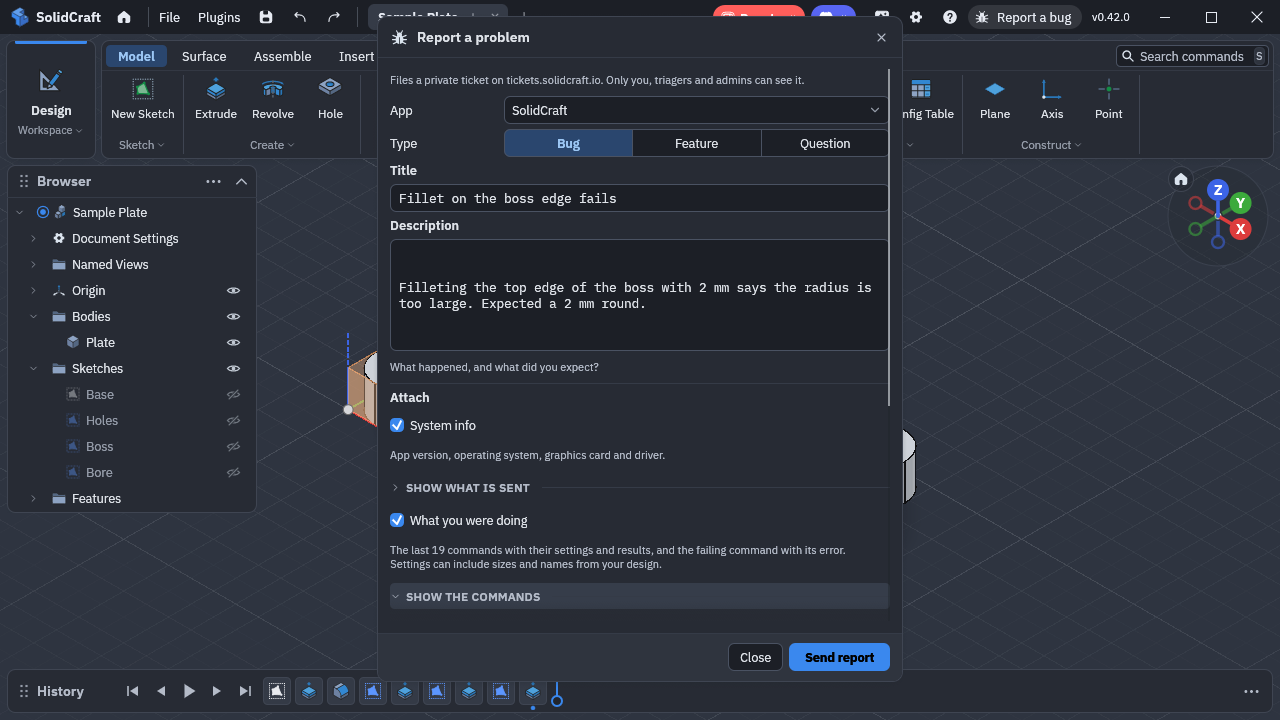 SolidCraft
File
Plugins
Report a bug
v0.42.0
Report a problem
Model
Surface
Assemble
Insert
Search commands
S
Design
Workspace
New Sketch
Extrude
Revolve
Hole
Table
Plane
Axis
Point
Sketch
Create
Construct
Files a private ticket on tickets.solidcraft.io. Only you, triagers and admins can see it.
App
SolidCraft
Type
Bug
Feature
Question
Title
Fillet on the boss edge fails
Description
Filleting the top edge of the boss with 2 mm says the radius is
too large. Expected a 2 mm round.
What happened, and what did you expect?
Attach
System info
App version, operating system, graphics card and driver.
SHOW WHAT IS SENT
What you were doing
The last 19 commands with their settings and results, and the failing command with its error.
Settings can include sizes and names from your design.
SHOW THE COMMANDS
Close
Send report
Browser
Sample Plate
Document Settings
Named Views
Origin
Bodies
Plate
Sketches
Base
Holes
Boss
Bore
Features
Z
Y
X
History